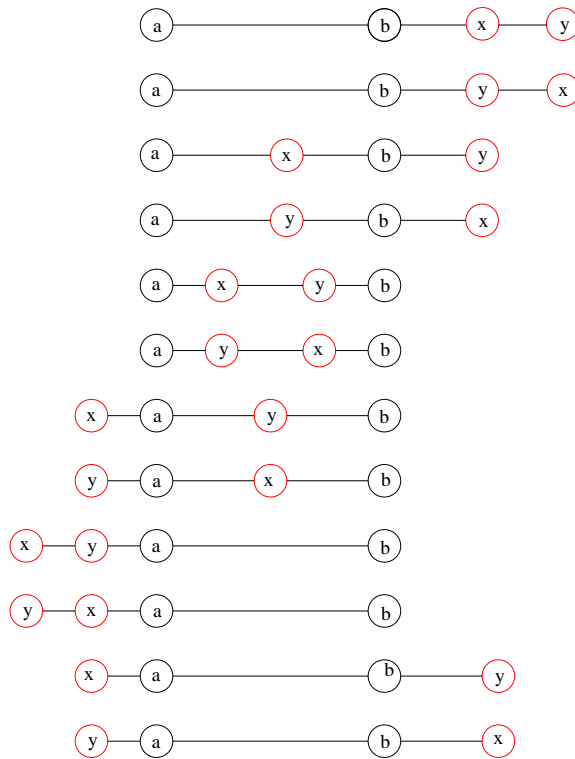 a b x y
a b y x
a x b y
a y b x
a x y b
a y x b
x a y b
y a x b
x y a b
y x a b
x a b y
y a b x